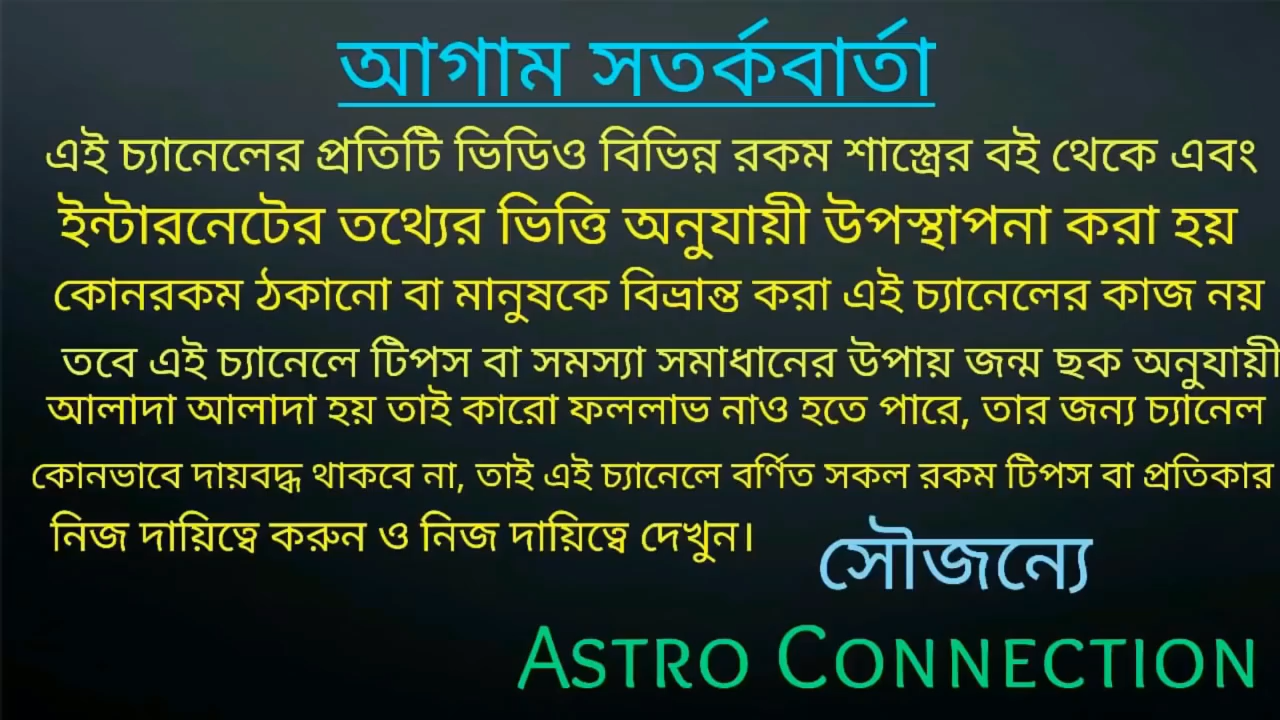 আগাম সতর্কবার্তা
এই চ্যানেলের প্রতিটি ভিডিও বিভিন্ন রকম শাস্ত্রের বই থেকে এবং
ইন্টারনেটের তথ্যের ভিত্তি অনুযায়ী উপস্থাপনা করা হয়
কোনরকম ঠকানো বা মানুষকে বিভ্রান্ত করা এই চ্যানেলের কাজ নয়
তবে এই চ্যানেলে টিপস বা সমস্যা সমাধানের উপায় জন্ম ছক অনুযায়ী
আলাদা আলাদা হয় তাই কারো ফললাভ নাও হতে পারে, তার জন্য চ্যানেল
কোনভাবে দায়বদ্ধ থাকবে না, তাই এই চ্যানেলে বর্ণিত সকল রকম টিপস বা প্রতিকার
নিজ দায়িত্বে করুন ও নিজ দায়িত্বে দেখুন।
সৌজন্যে
ASTRO CONNECTION